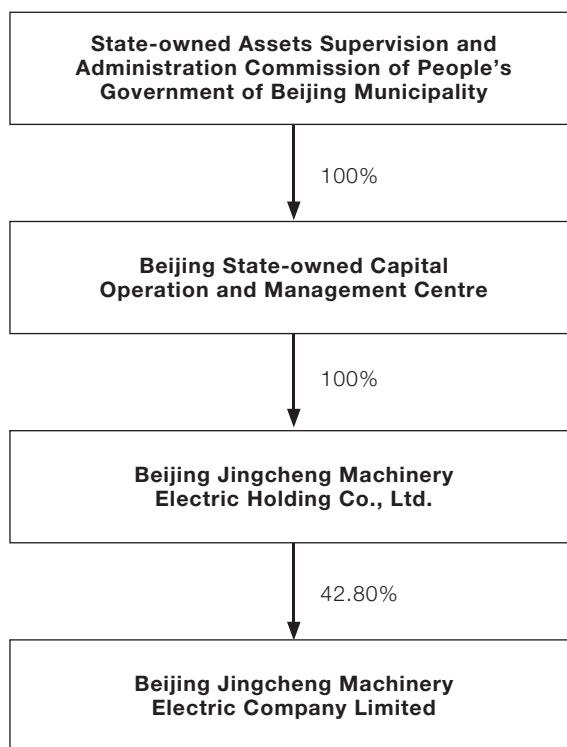 State-owned Assets Supervision and
Administration Commission of People’s
Government of Beijing Municipality
100%
Beijing State-owned Capital
Operation and Management Centre
100%
Beijing Jingcheng Machinery
Electric Holding Co., Ltd.
42.80%
Beijing Jingcheng Machinery
Electric Company Limited